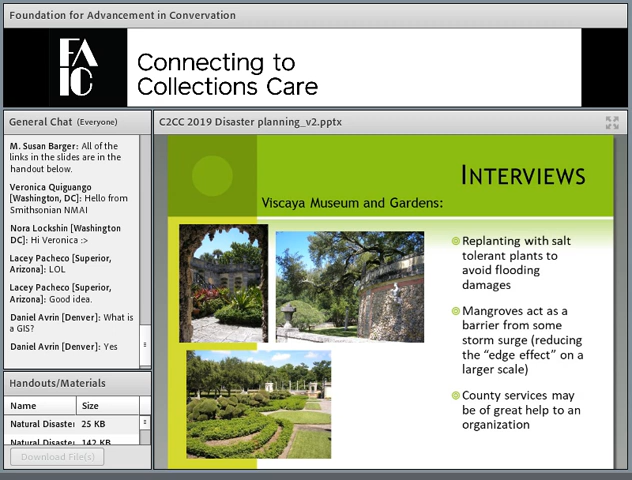 Foundation for Advancement in Convervation
FA
IC
Connecting to
Collections Care
General Chat (Everyone)
M. Susan Barger: All of the
links in the slides are in the
handout below.
Veronica Quiguango
[Washington, DC]: Hello from
Smithsonian NMAI
Nora Lockshin [Washington
DC]: Hi Veronica :>
Lacey Pacheco [Superior,
Arizona]: LOL
Lacey Pacheco [Superior,
Arizona]: Good idea.
Daniel Avrin [Denver]: What is
a GIS?
Daniel Avrin [Denver]: Yes
Handouts/Materials
Name Size
Natural Disaster 25 KB
Natural Disaster 142 KB
Download File(s)
C2CC 2019 Disaster planning_v2.pptx
INTERVIEWS
Viscaya Museum and Gardens:
Replanting with salt
tolerant plants to
avoid flooding
damages
Mangroves act as a
barrier from some
storm surge (reducing
the “edge effect” on a
larger scale)
County services may
be of great help to an
organization